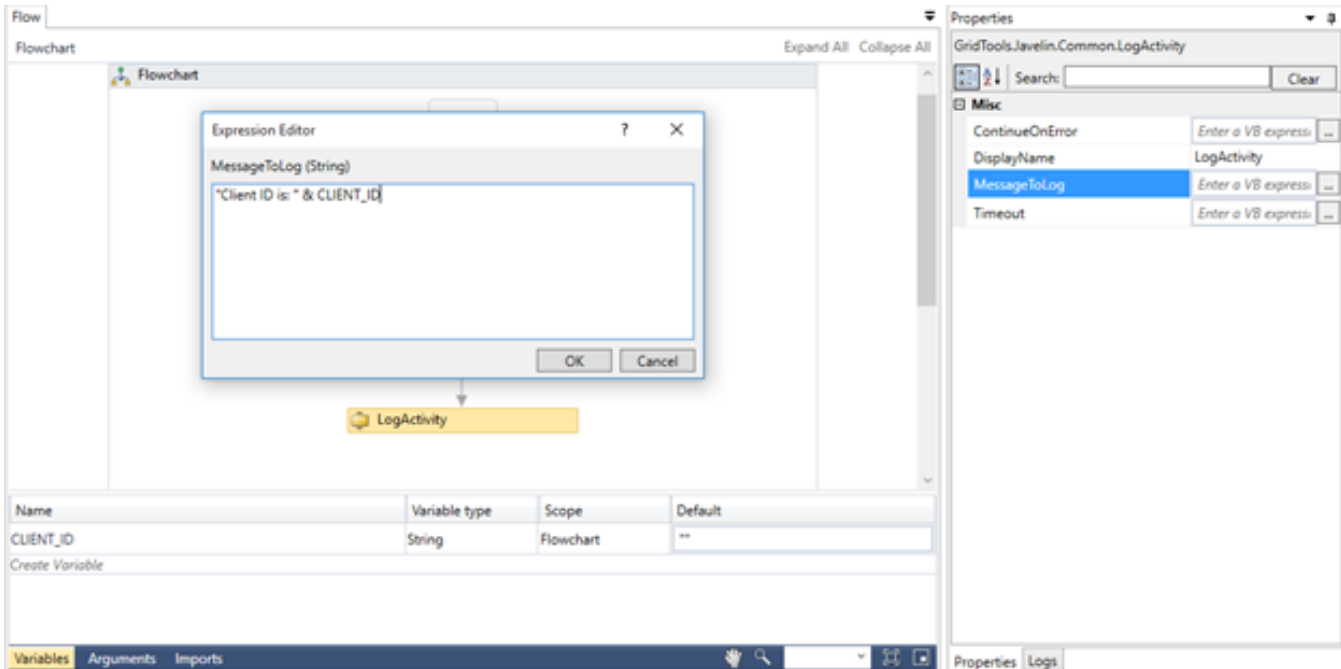 Flow
Flowchart
Expand All Collapse All
Flowchart
Expression Editor
? X
MessageToLog (String)
"Client ID is: " & CLIENT_ID
OK Cancel
LogActivity
Name Variable type Scope Default
CLIENT_ID String Flowchart ""
Create Variable
Variables Arguments Imports
Properties
GridTools.Javelin.Common.LogActivity
Search: Clear
Misc
ContinueOnError Enter a VB expressi ...
DisplayName LogActivity
MessageToLog Enter a VB expressi ...
Timeout Enter a VB expressi ...
Properties Logs